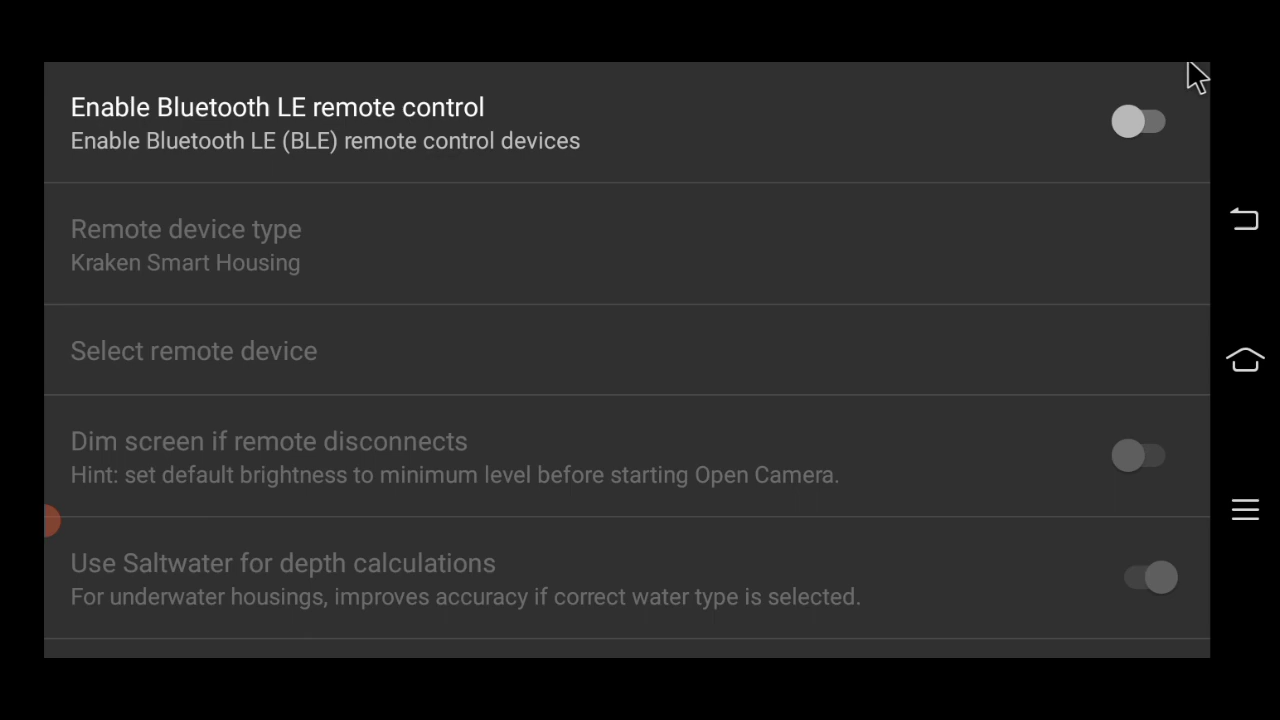 Enable Bluetooth LE remote control
Enable Bluetooth LE (BLE) remote control devices
Remote device type
Kraken Smart Housing
Select remote device
Dim screen if remote disconnects
Hint: set default brightness to minimum level before starting Open Camera.
Use Saltwater for depth calculations
For underwater housings, improves accuracy if correct water type is selected.